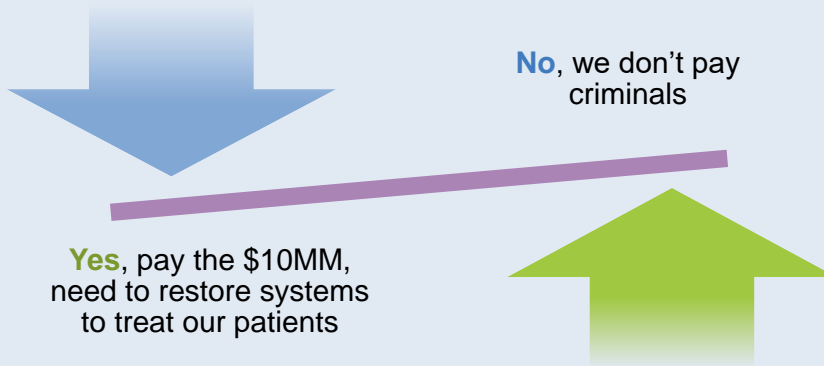 No, we don’t pay
criminals
Yes, pay the $10MM,
need to restore systems
to treat our patients